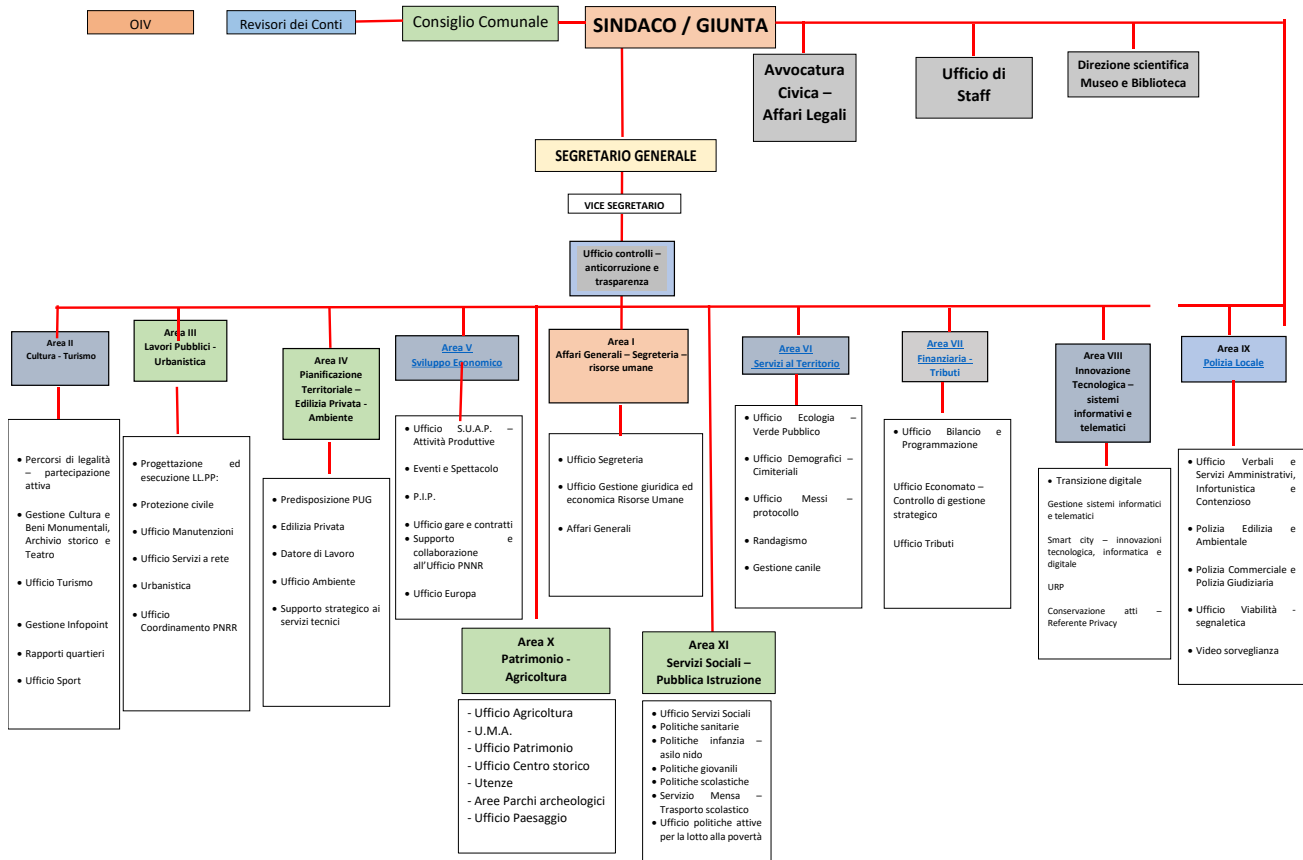 OIV
Revisori dei Conti
Consiglio Comunale
SINDACO / GIUNTA
Avvocatura
Civica –
Affari Legali
Ufficio di
Staff
Direzione scientifica
Museo e Biblioteca
SEGRETARIO GENERALE
VICE SEGRETARIO
Ufficio controlli –
anticorruzione e
trasparenza
Area II
Cultura - Turismo
• Percorsi di legalità
– partecipazione
attiva
• Gestione Cultura e
Beni Monumentali,
Archivio storico e
Teatro
• Ufficio Turismo
• Gestione Infopoint
• Rapporti quartieri
• Ufficio Sport
Area III
Lavori Pubblici -
Urbanistica
• Progettazione ed
esecuzione LL.PP:
• Protezione civile
• Ufficio Manutenzioni
• Ufficio Servizi a rete
• Urbanistica
• Ufficio
Coordinamento PNRR
Area IV
Pianificazione
Territoriale –
Edilizia Privata -
Ambiente
• Predisposizione PUG
• Edilizia Privata
• Datore di Lavoro
• Ufficio Ambiente
• Supporto strategico ai
servizi tecnici
Area V
Sviluppo Economico
• Ufficio S.U.A.P. –
Attività Produttive
• Eventi e Spettacolo
• P.I.P.
• Ufficio gare e contratti
• Supporto e
collaborazione
all'Ufficio PNNR
• Ufficio Europa
Area I
Affari Generali – Segreteria –
risorse umane
• Ufficio Segreteria
• Ufficio Gestione giuridica ed
economica Risorse Umane
• Affari Generali
Area VI
Servizi al Territorio
• Ufficio Ecologia –
Verde Pubblico
• Ufficio Demografici –
Cimiteriali
• Ufficio Messi –
protocollo
• Randagismo
• Gestione canile
Area VII
Finanziaria -
Tributi
• Ufficio Bilancio e
Programmazione
Ufficio Economato –
Controllo di gestione
strategico
Ufficio Tributi
Area VIII
Innovazione
Tecnologica –
sistemi
informativi e
telematici
• Transizione digitale
Gestione sistemi informatici
e telematici
Smart city – innovazioni
tecnologica, informatica e
digitale
URP
Conservazione atti –
Referente Privacy
Area IX
Polizia Locale
• Ufficio Verbali e
Servizi Amministrativi,
Infortunistica e
Contenzioso
• Polizia Edilizia e
Ambientale
• Polizia Commerciale e
Polizia Giudiziaria
• Ufficio Viabilità -
segnaletica
• Video sorveglianza
Area X
Patrimonio -
Agricoltura
- Ufficio Agricoltura
- U.M.A.
- Ufficio Patrimonio
- Ufficio Centro storico
- Utenze
- Aree Parchi archeologici
- Ufficio Paesaggio
Area XI
Servizi Sociali –
Pubblica Istruzione
• Ufficio Servizi Sociali
• Politiche sanitarie
• Politiche infanzia –
asilo nido
• Politiche giovanili
• Politiche scolastiche
• Servizio Mensa –
Trasporto scolastico
• Ufficio politiche attive
per la lotto alla povertà